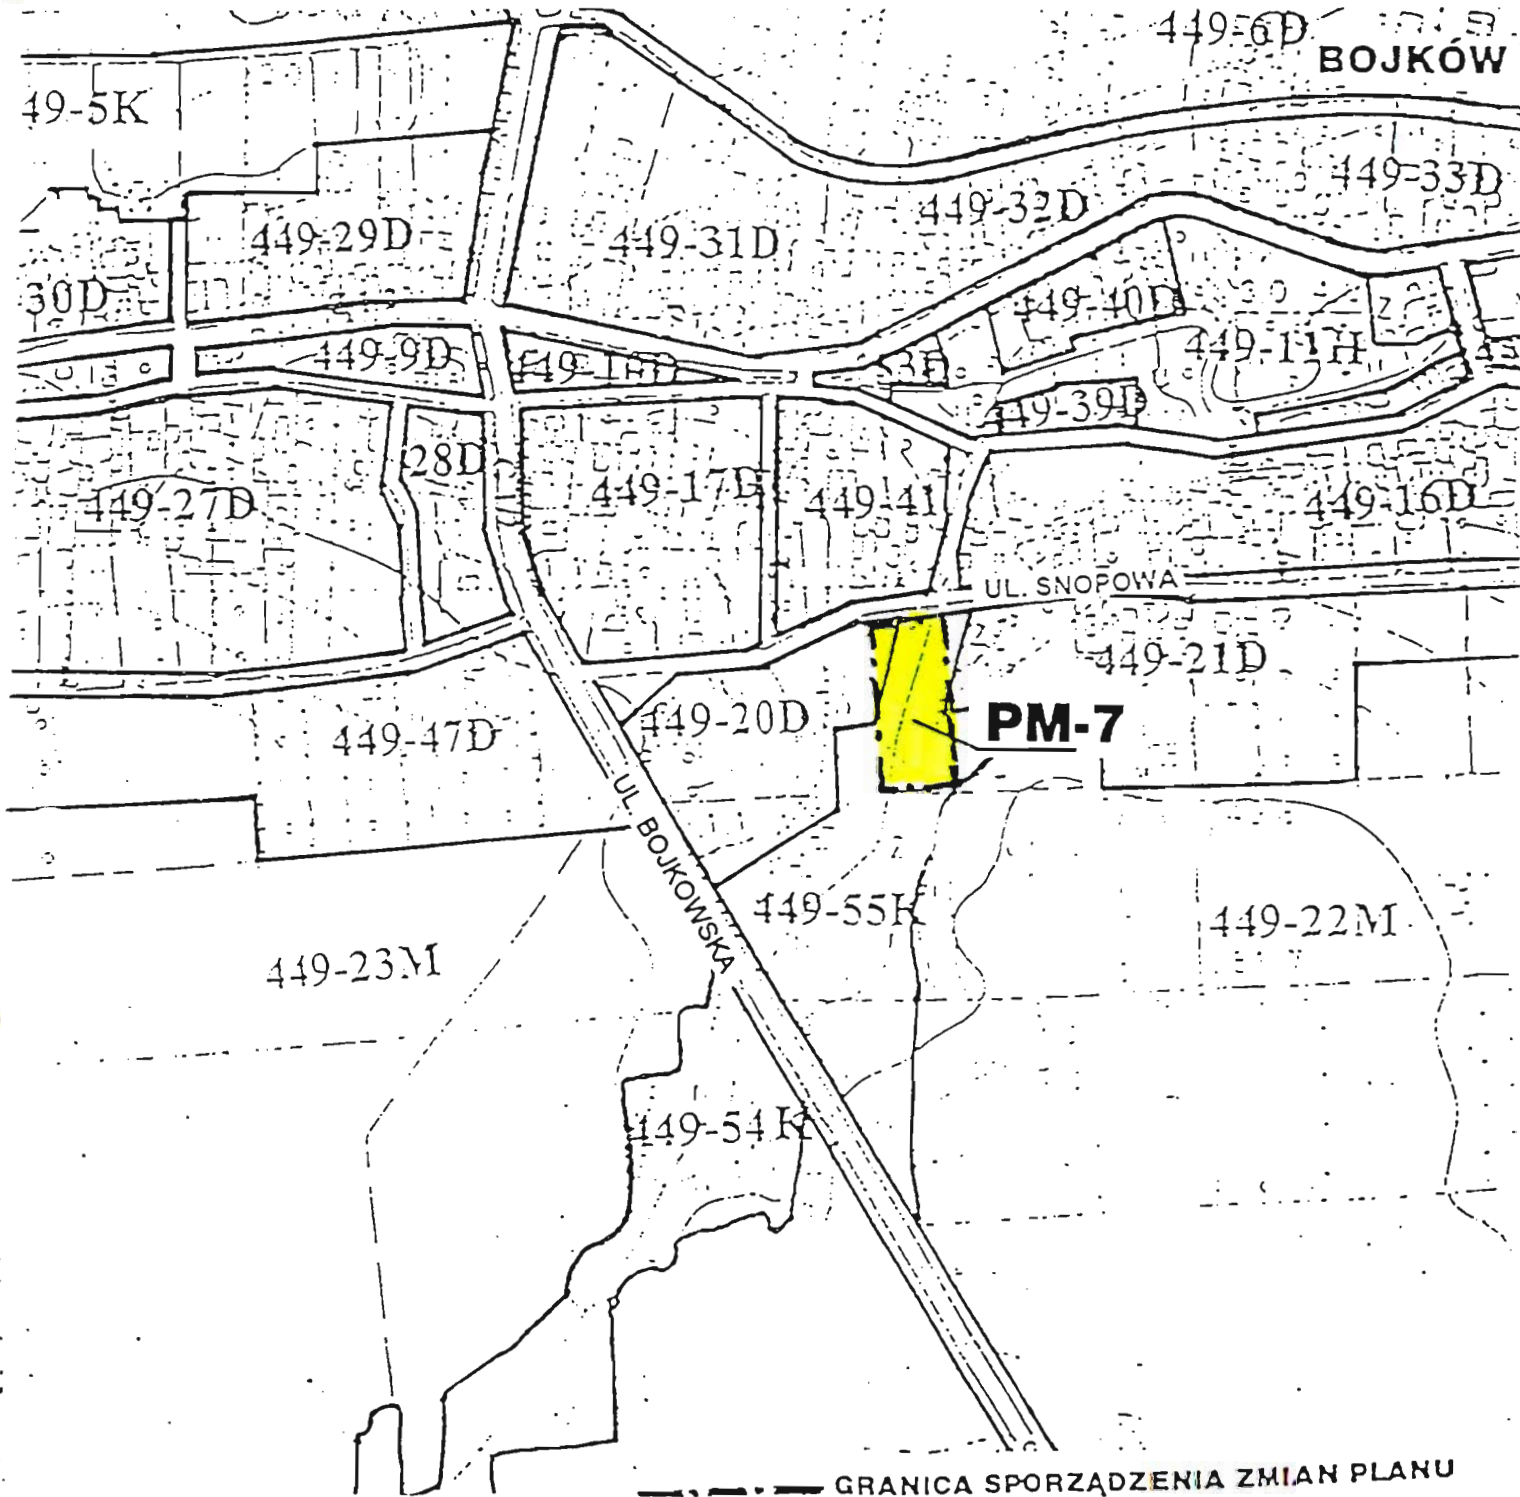 449-6D
BOJKÓW
49-5K
449-33D
449-32D
449-29D
449-31D
30D
449-40D
449-11H
449-9D
449-39D
28D
449-17D
449-41
449-27D
449-16D
UL. SNOPOWA
449-21D
449-20D
PM-7
449-47D
UL BOJKOWSKA
449-55K
449-22M
449-23M
449-54K
GRANICA SPORZĄDZENIA ZMIAN PLANU